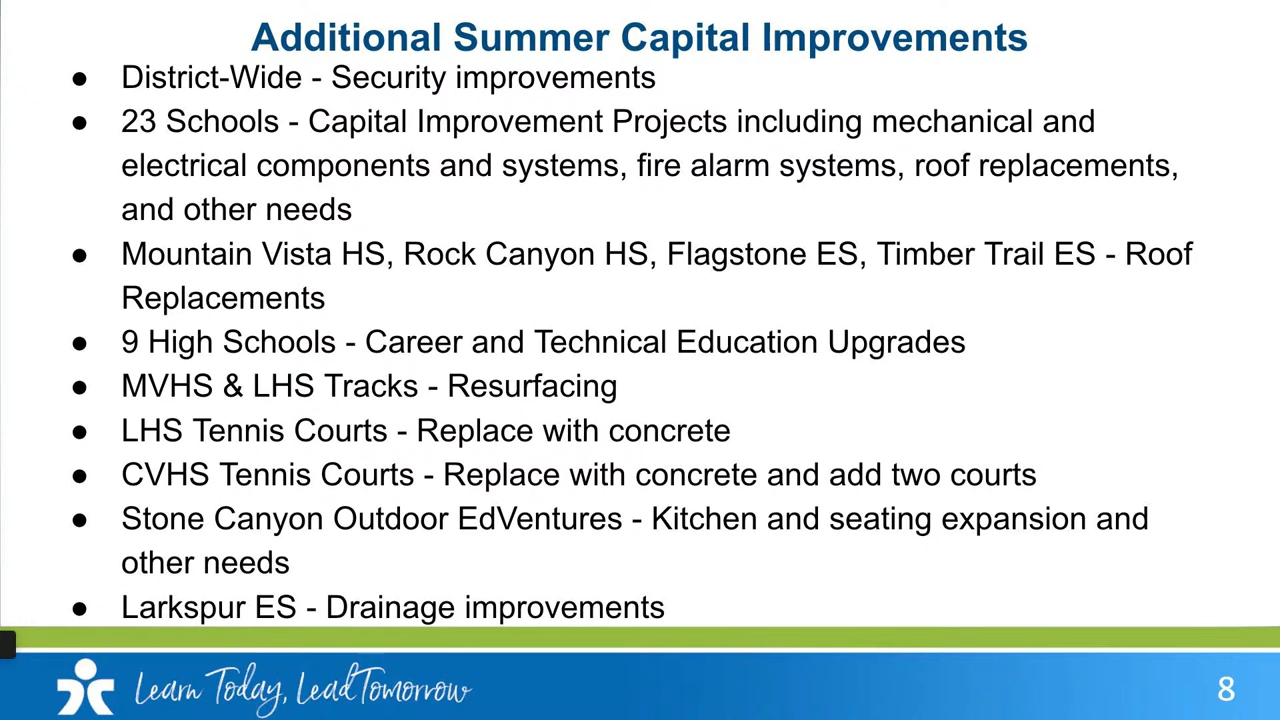 Additional Summer Capital Improvements
● District-Wide - Security improvements
● 23 Schools - Capital Improvement Projects including mechanical and
electrical components and systems, fire alarm systems, roof replacements,
and other needs
● Mountain Vista HS, Rock Canyon HS, Flagstone ES, Timber Trail ES - Roof
Replacements
● 9 High Schools - Career and Technical Education Upgrades
● MVHS & LHS Tracks - Resurfacing
● LHS Tennis Courts - Replace with concrete
● CVHS Tennis Courts - Replace with concrete and add two courts
● Stone Canyon Outdoor EdVentures - Kitchen and seating expansion and
other needs
● Larkspur ES - Drainage improvements
Learn Today, Lead Tomorrow
8